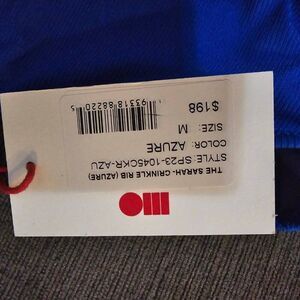 THE SARAH- CRINKLE RIB (AZURE)
STYLE SP23-1045CKR-AZU
COLOR: AZURE
SIZE: M
$198